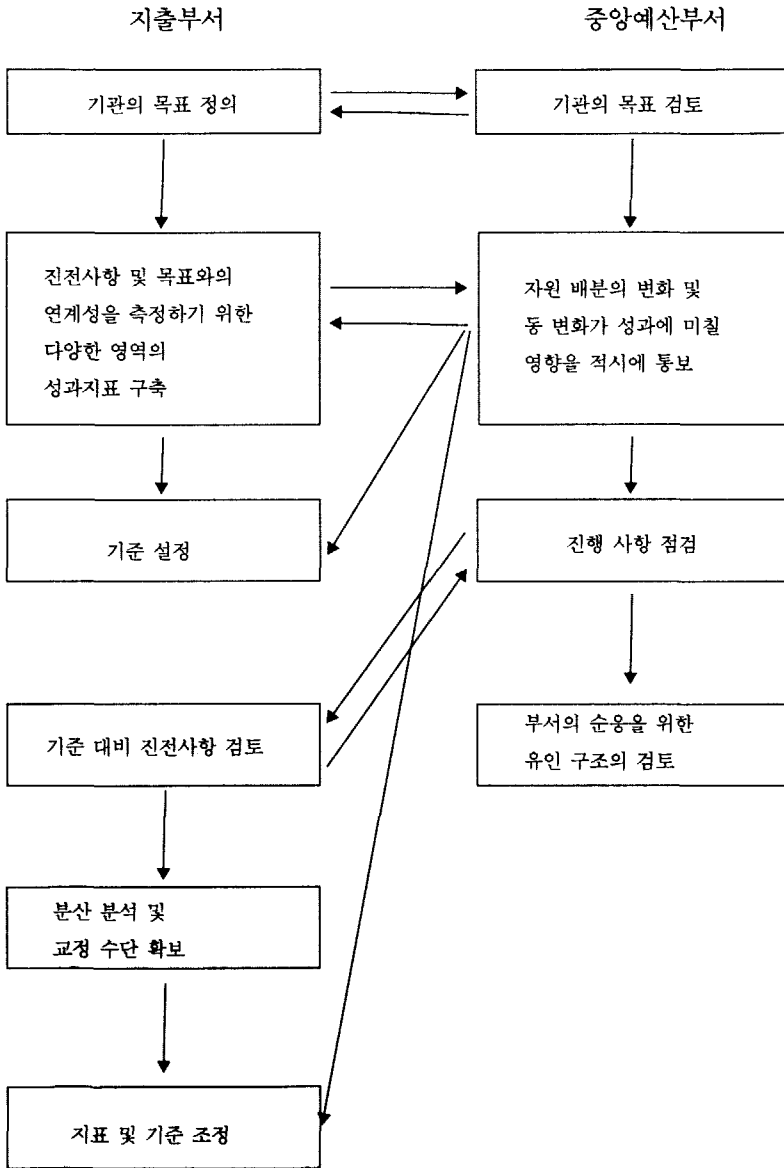 지출부서
중앙예산부서
기관의 목표 정의
기관의 목표 검토
진전사항 및 목표와의
연계성을 측정하기 위한
다양한 영역의
성과지표 구축
자원 배분의 변화 및
동 변화가 성과에 미칠
영향을 적시에 통보
기준 설정
진행 사항 점검
기준 대비 진전사항 검토
부서의 순웅을 위한
유인 구조의 검토
분산 분석 및
교정 수단 확보
지표 및 기준 조정